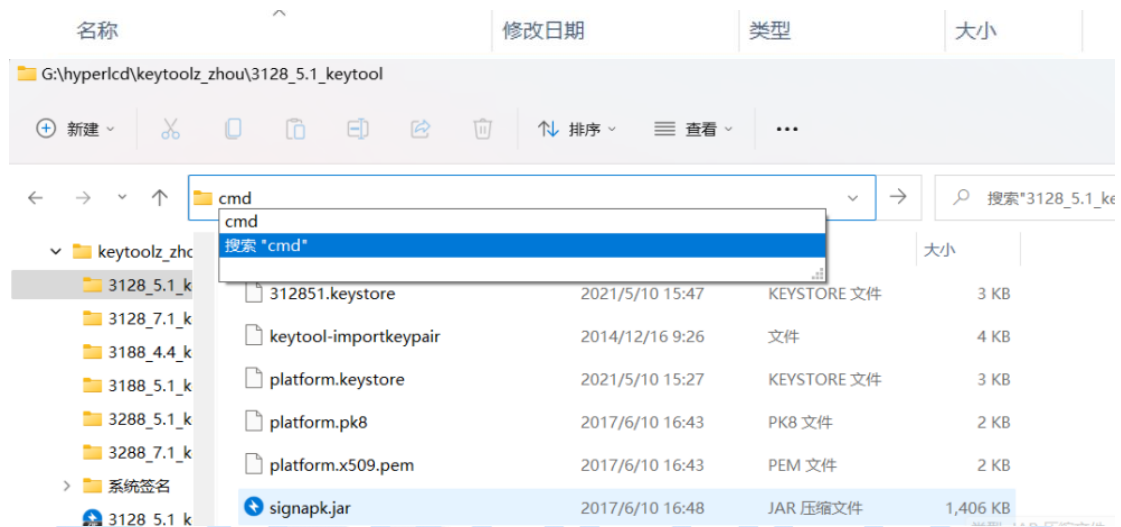 名称 修改日期 类型 大小
G:\hyperlcd\keytoolz_zhou\3128_5.1_keytool
新建 排序 查看 ...
cmd 搜索"3128_5.1_ke
cmd
搜索 "cmd"
keytoolz_zhc 大小
3128_5.1_k 312851.keystore 2021/5/10 15:47 KEYSTORE 文件 3 KB
3128_7.1_k keytool-importkeypair 2014/12/16 9:26 文件 4 KB
3188_4.4_k
3188_5.1_k platform.keystore 2021/5/10 15:27 KEYSTORE 文件 3 KB
3288_5.1_k platform.pk8 2017/6/10 16:43 PK8 文件 2 KB
3288_7.1_k platform.x509.pem 2017/6/10 16:43 PEM 文件 2 KB
系统签名
3128 5.1 k signapk.jar 2017/6/10 16:48 JAR 压缩文件 1,406 KB